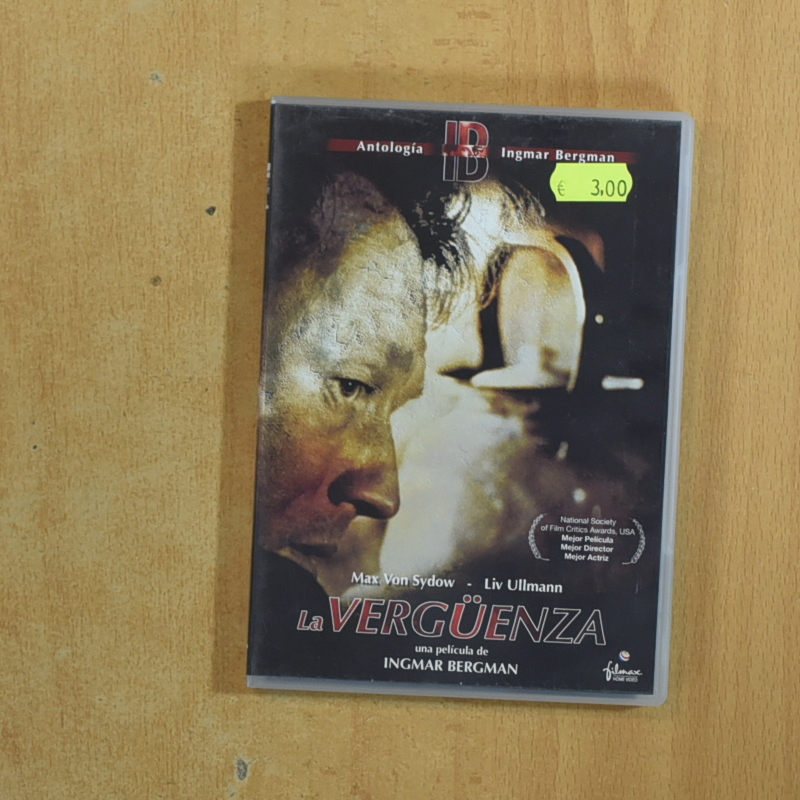 Antología IB Ingmar Bergman
€ 3,00
National Society
of Film Critics Awards, USA
Mejor Película
Mejor Director
Mejor Actriz
Max Von Sydow - Liv Ullmann
La VERGÜENZA
una película de
INGMAR BERGMAN
filmax
HOME VIDEO